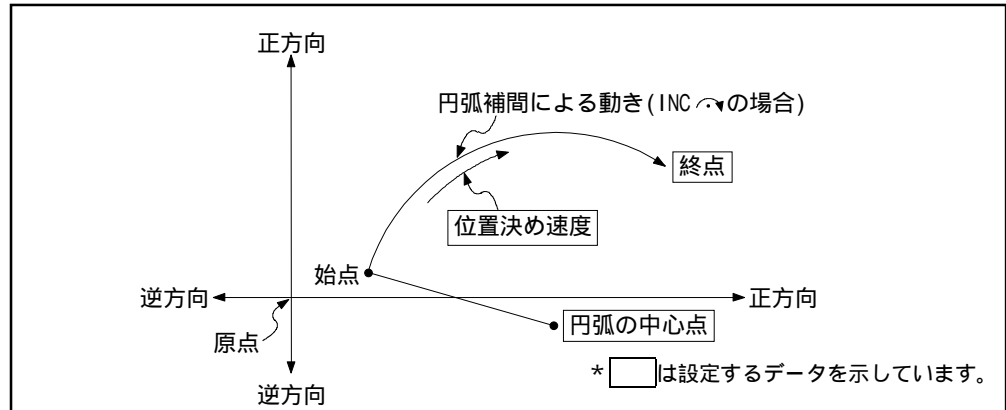 正方向
円弧補間による動き(INC の場合)
終点
位置決め速度
始点
逆方向
正方向
原点
円弧の中心点
逆方向
* は設定するデータを示しています。